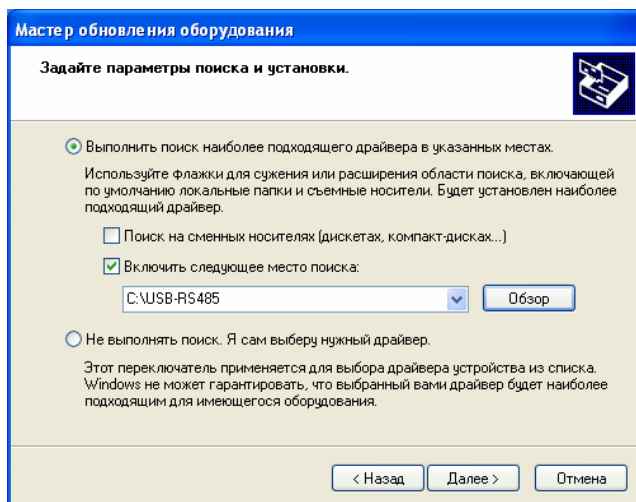 Мастер обновления оборудования
Задайте параметры поиска и установки.
Выполнить поиск наиболее подходящего драйвера в указанных местах.
Используйте флажки для сужения или расширения области поиска, включающей
по умолчанию локальные папки и съемные носители. Будет установлен наиболее
подходящий драйвер.
Поиск на сменных носителях (дискетах, компакт-дисках...)
Включить следующее место поиска:
C:\USB-RS485
Обзор
Не выполнять поиск. Я сам выберу нужный драйвер.
Этот переключатель применяется для выбора драйвера устройства из списка.
Windows не может гарантировать, что выбранный вами драйвер будет наиболее
подходящим для имеющегося оборудования.
< Назад Далее > Отмена